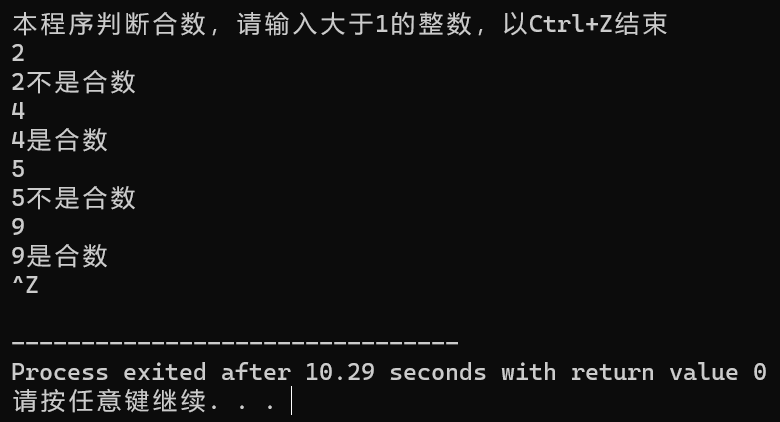 本程序判断合数，请输入大于1的整数，以Ctrl+Z结束
2
2不是合数
4
4是合数
5
5不是合数
9
9是合数
^Z
--------------------------------
Process exited after 10.29 seconds with return value 0
请按任意键继续. . .